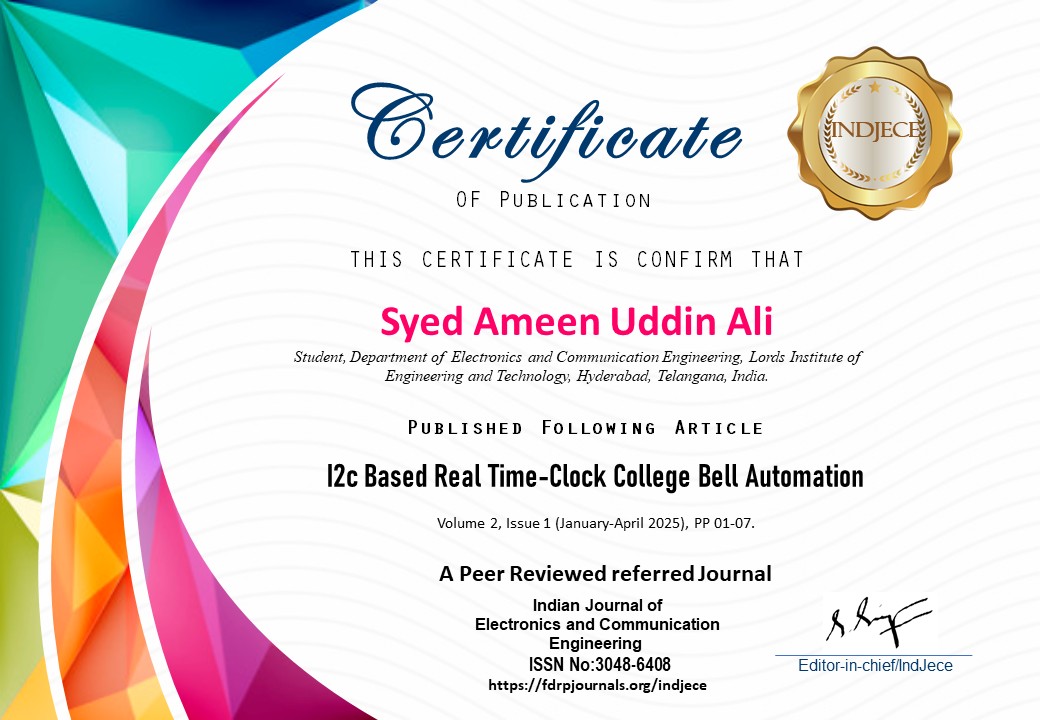 Certificate
INDJECE
OF PUBLICATION
THIS CERTIFICATE IS CONFIRM THAT
Syed Ameen Uddin Ali
Student, Department of Electronics and Communication Engineering, Lords Institute of
Engineering and Technology, Hyderabad, Telangana, India.
PUBLISHED FOLLOWING ARTICLE
I2c Based Real Time-Clock College Bell Automation
Volume 2, Issue 1 (January-April 2025), PP 01-07.
A Peer Reviewed referred Journal
Indian Journal of
Electronics and Communication
Engineering
ISSN No:3048-6408
https://fdrpjournals.org/indjece
Editor-in-chief/IndJece